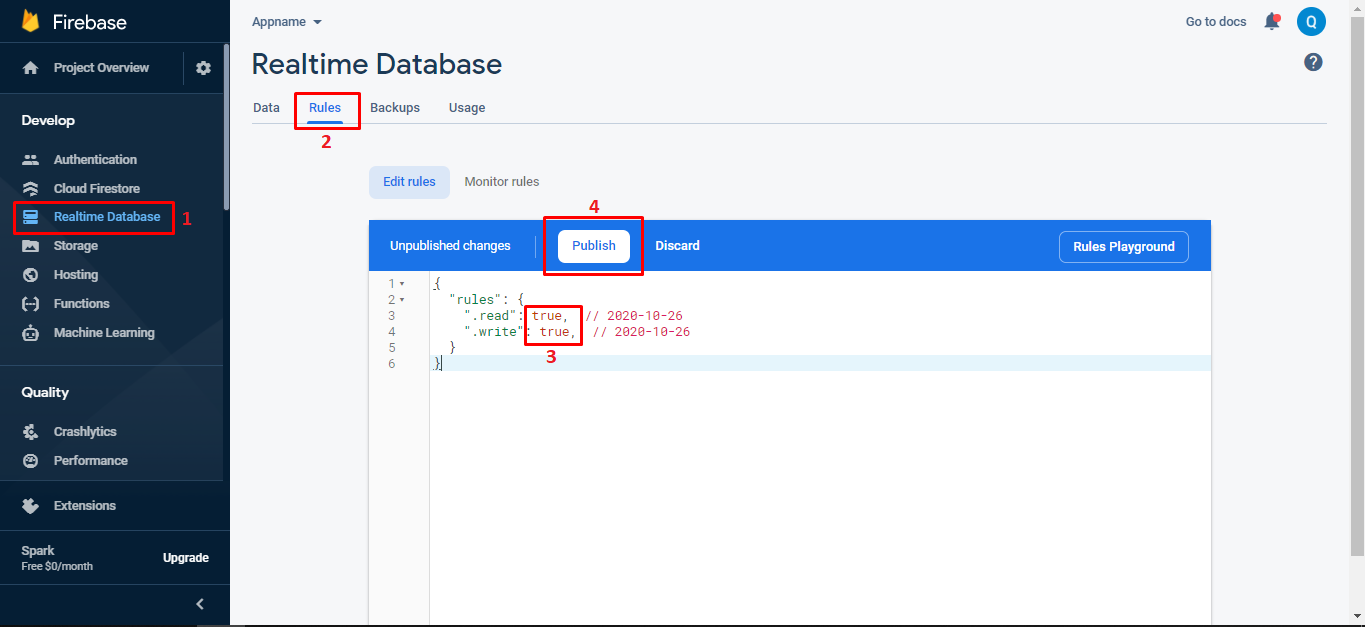 Firebase
Project Overview
Develop
Authentication
Cloud Firestore
Realtime Database 1
Storage
Hosting
Functions
Machine Learning
Quality
Crashlytics
Performance
Extensions
Spark
Free $0/month
Upgrade
Appname
Go to docs
Q
Realtime Database
?
Data Rules Backups Usage
2
Edit rules Monitor rules
4
Unpublished changes Publish Discard Rules Playground
1 {
2 "rules": {
3 ".read": true, // 2020-10-26
4 ".write": true, // 2020-10-26
5 }
6 }
3